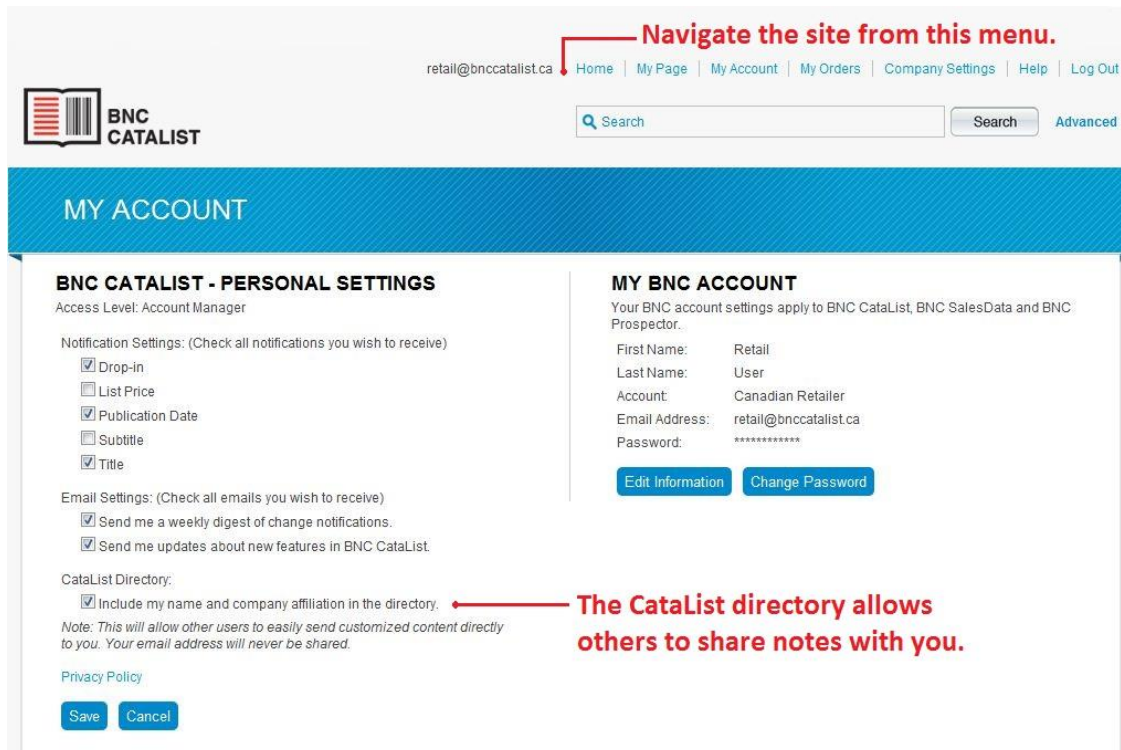 Navigate the site from this menu.
retail@bnccatalist.ca Home | My Page | My Account | My Orders | Company Settings | Help | Log Out
BNC
CATALIST
Search Search Advanced
MY ACCOUNT
BNC CATALIST - PERSONAL SETTINGS
Access Level: Account Manager
Notification Settings: (Check all notifications you wish to receive)
Drop-in
List Price
Publication Date
Subtitle
Title
Email Settings: (Check all emails you wish to receive)
Send me a weekly digest of change notifications.
Send me updates about new features in BNC CataList.
CataList Directory:
Include my name and company affiliation in the directory.
Note: This will allow other users to easily send customized content directly
to you. Your email address will never be shared.
Privacy Policy
Save Cancel
MY BNC ACCOUNT
Your BNC account settings apply to BNC CataList, BNC SalesData and BNC
Prospector.
First Name: Retail
Last Name: User
Account: Canadian Retailer
Email Address: retail@bnccatalist.ca
Password: ************
Edit Information Change Password
The CataList directory allows
others to share notes with you.